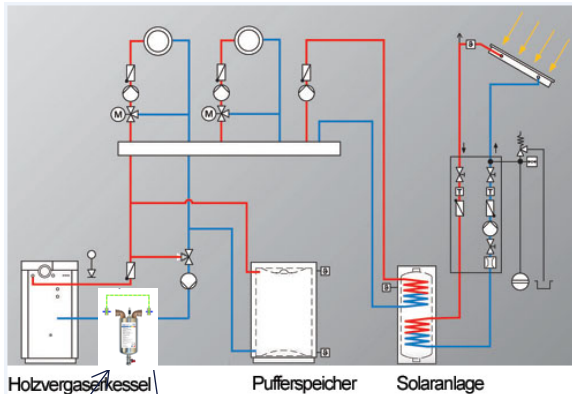 M
M
T
T
Holzvergaserkessel
Pufferspeicher
Solaranlage